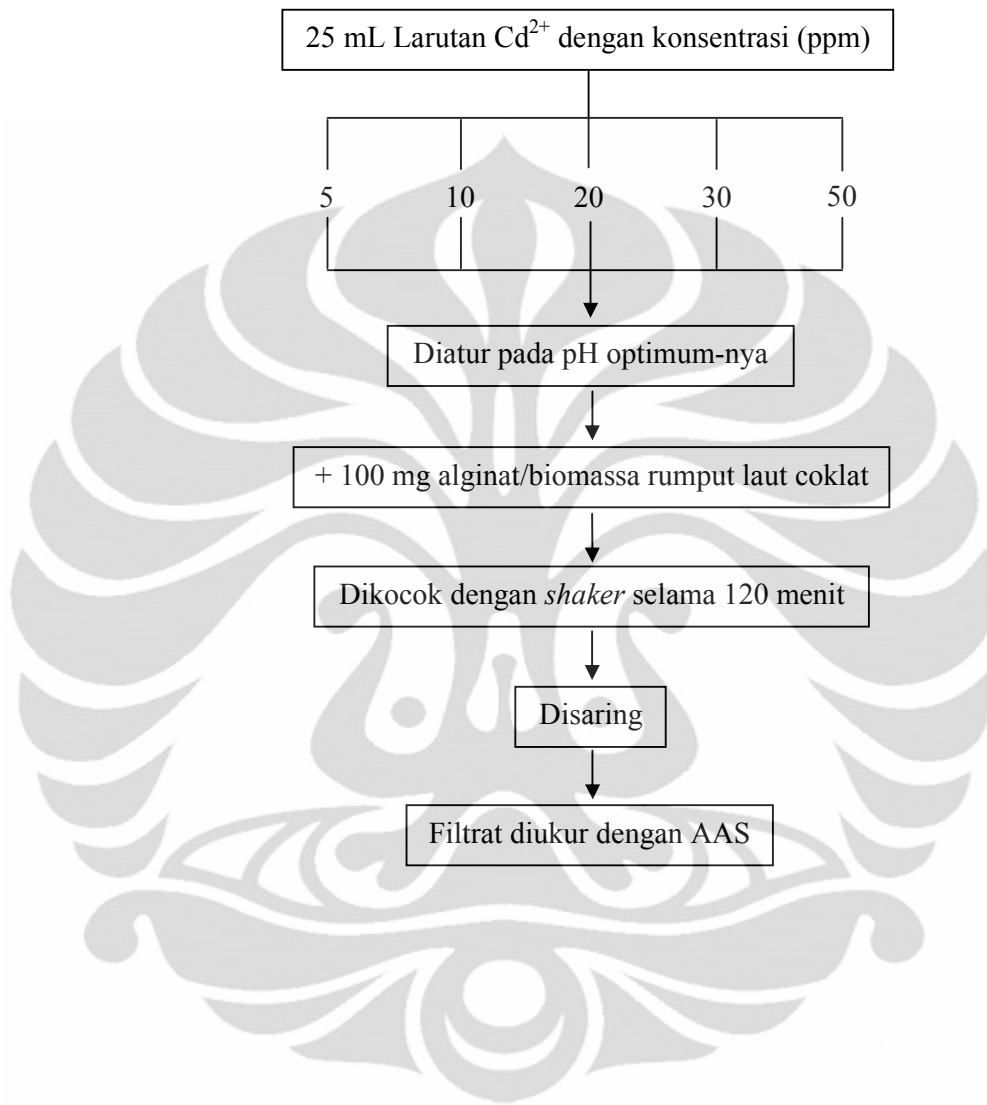 25 mL Larutan Cd²⁺ dengan konsentrasi (ppm)
5 10 20 30 50
Diatur pada pH optimum-nya
+ 100 mg alginat/biomassa rumput laut coklat
Dikocok dengan shaker selama 120 menit
Disaring
Filtrat diukur dengan AAS